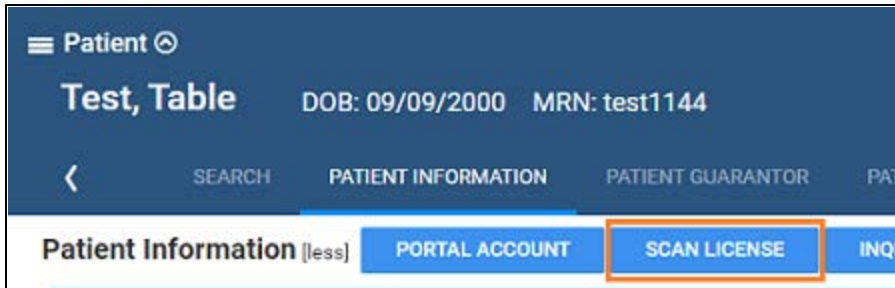 Patient
Test, Table DOB: 09/09/2000 MRN: test1144
SEARCH PATIENT INFORMATION PATIENT GUARANTOR
Patient Information [less] PORTAL ACCOUNT SCAN LICENSE